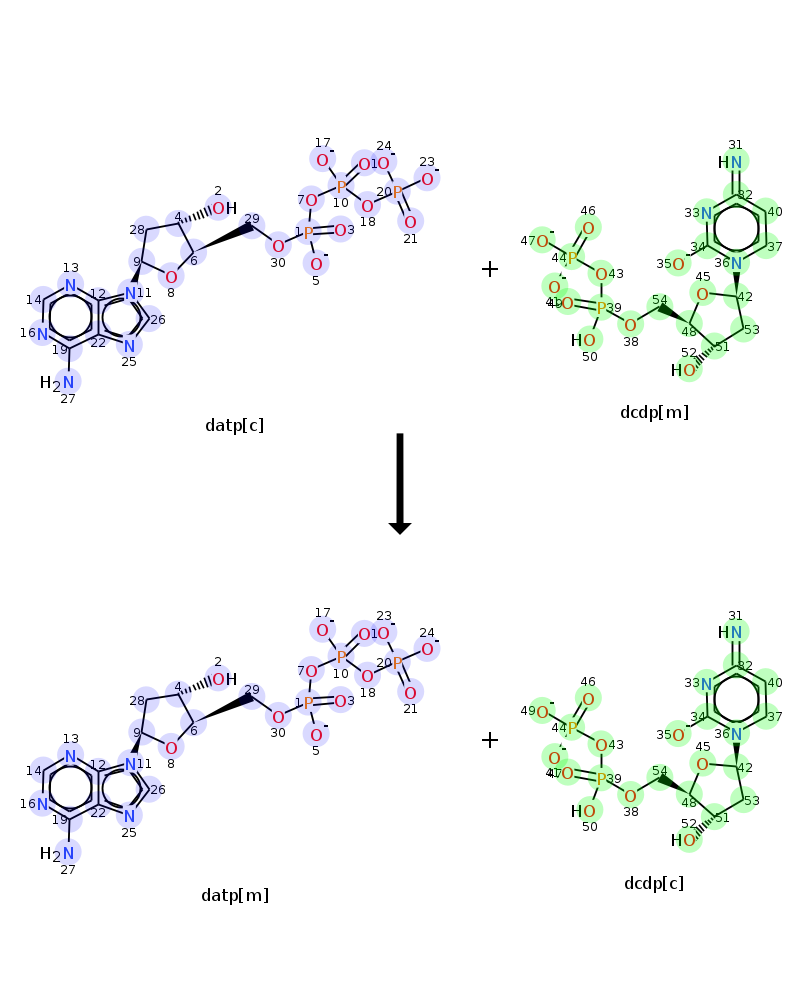 17 24 31
O- O O- 23 HN
2 O1 O- 32
OH P 20 P 46 33 N 40
4 29 7 O 10 O O 47 O- O 34 37
28 1 P O3 18 21 44 P O 43 35 O- 36 N
9 6 O O- + O- 45
13 O 30 5 41 O P 39 54 O 42
N 12 N 11 8 HO O 48 53
14 26 50 38 52 51
16 N 22 N HO
19 25
H2N
27
datp[c]
dcdp[m]
17 23 31
O- O O- 24 HN
2 O1 O- 32
OH P 20 P 46 33 N 40
4 29 7 O 10 O O 49 O- O 34 37
28 1 P O3 18 21 44 P O 43 35 O- 36 N
9 6 O O- + O- 45
13 O 30 5 47 O P 39 54 O 42
N 12 N 11 8 HO O 48 53
14 26 50 38 52 51
16 N 22 N HO
19 25
H2N
27
datp[m]
dcdp[c]